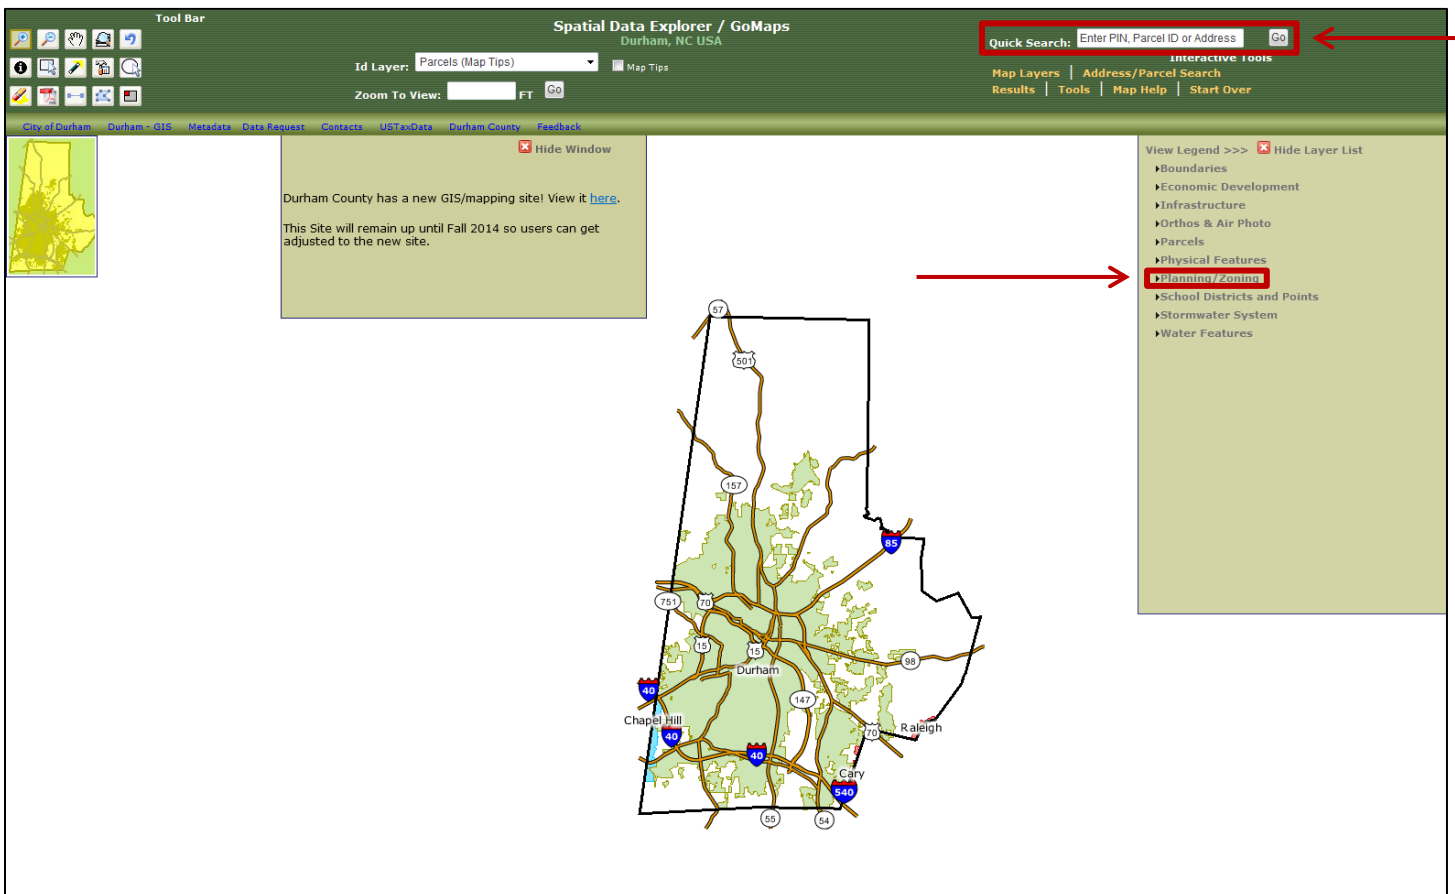 Tool Bar
Spatial Data Explorer / GoMaps
Durham, NC USA
Quick Search: Enter PIN, Parcel ID or Address Go
Interactive Tools
Id Layer: Parcels (Map Tips) Map Tips
Map Layers | Address/Parcel Search
Zoom To View: FT Go
Results | Tools | Map Help | Start Over
City of Durham Durham - GIS Metadata Data Request Contacts USTaxData Durham County Feedback
Hide Window
Durham County has a new GIS/mapping site! View it here.
This Site will remain up until Fall 2014 so users can get
adjusted to the new site.
View Legend >>> Hide Layer List
Boundaries
Economic Development
Infrastructure
Orthos & Air Photo
Parcels
Physical Features
Planning/Zoning
School Districts and Points
Stormwater System
Water Features
57
501
157
85
751
70
15
15
98
Durham
40
147
Chapel Hill
40
70
Raleigh
40
Cary
540
55
54